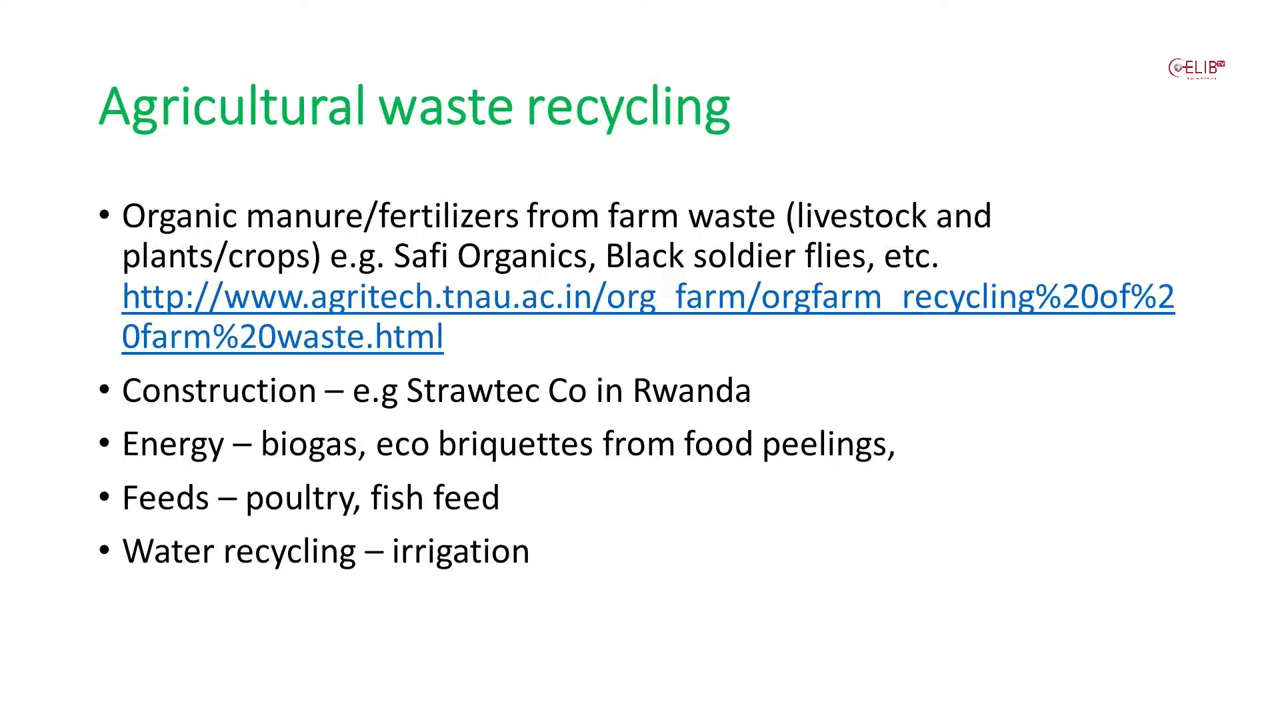 ELIB TV
Agricultural waste recycling
• Organic manure/fertilizers from farm waste (livestock and
plants/crops) e.g. Safi Organics, Black soldier flies, etc.
http://www.agritech.tnau.ac.in/org_farm/orgfarm_recycling%20of%2
0farm%20waste.html
• Construction – e.g Strawtec Co in Rwanda
• Energy – biogas, eco briquettes from food peelings,
• Feeds – poultry, fish feed
• Water recycling – irrigation